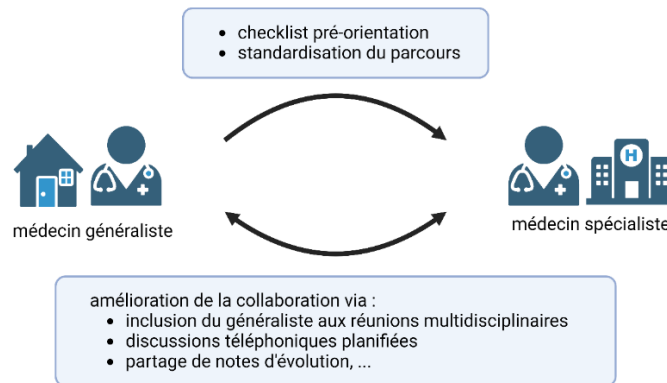 • checklist pré-orientation
• standardisation du parcours
H
médecin généraliste
médecin spécialiste
amélioration de la collaboration via :
• inclusion du généraliste aux réunions multidisciplinaires
• discussions téléphoniques planifiées
• partage de notes d'évolution, ...